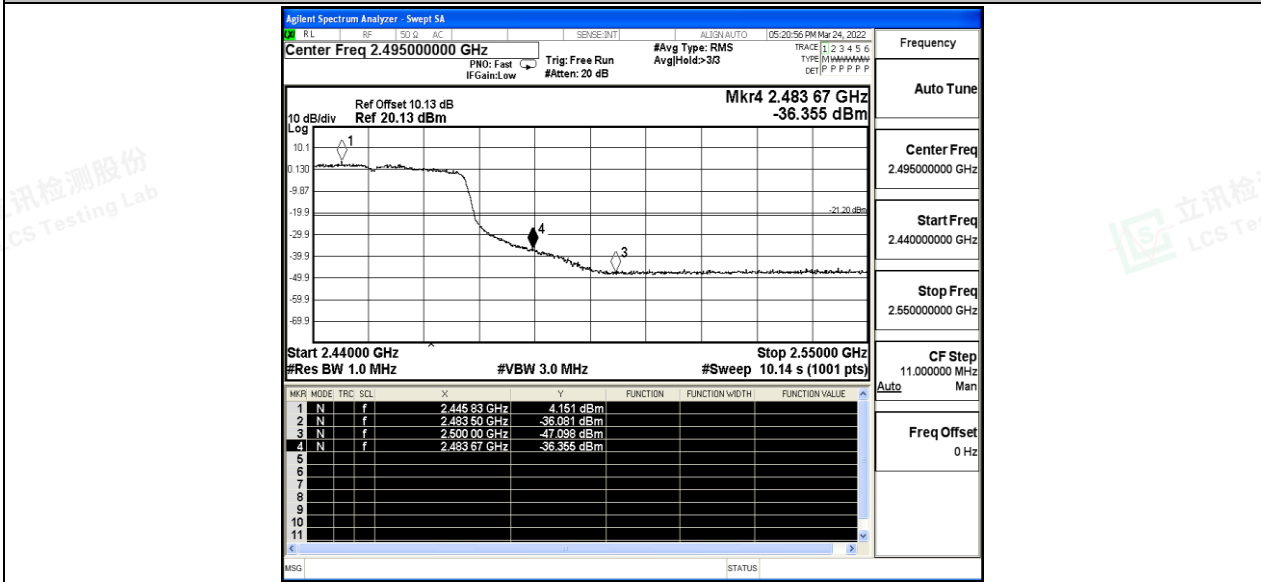 Agilent Spectrum Analyzer - Swept SA
RL RF 50 Ω AC SENSE:INT ALIGN AUTO 05:20:56 PM Mar 24, 2022
Center Freq 2.495000000 GHz
PNO: Fast
IFGain:Low
Trig: Free Run
#Atten: 20 dB
#Avg Type: RMS
Avg|Hold:>3/3
TRACE 1 2 3 4 5 6
TYPE M WWWWW
DET P P P P P P
Frequency
Auto Tune
Center Freq
2.495000000 GHz
Start Freq
2.440000000 GHz
Stop Freq
2.550000000 GHz
CF Step
11.000000 MHz
Auto Man
Freq Offset
0 Hz
Mkr4 2.483 67 GHz
-36.355 dBm
Ref Offset 10.13 dB
10 dB/div Ref 20.13 dBm
Log
10.1
0.130
-9.87
-19.9
-29.9
-39.9
-49.9
-59.9
-69.9
1
4
3
-21.20 dBm
Start 2.44000 GHz Stop 2.55000 GHz
#Res BW 1.0 MHz #VBW 3.0 MHz #Sweep 10.14 s (1001 pts)
MKR MODE TRC SCL X Y FUNCTION FUNCTION WIDTH FUNCTION VALUE
1 N f 2.445 83 GHz 4.151 dBm
2 N f 2.483 50 GHz -36.081 dBm
3 N f 2.500 00 GHz -47.098 dBm
4 N f 2.483 67 GHz -36.355 dBm
5
6
7
8
9
10
11
MSG STATUS
讯检测股份
LCS Testing Lab
立讯检
LCS Te